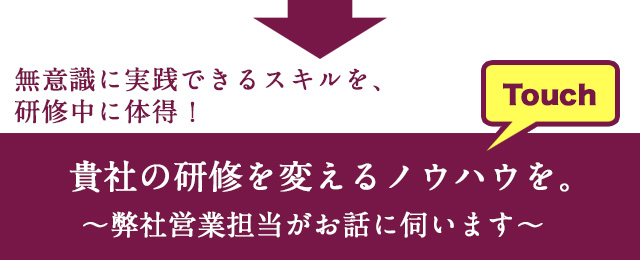 無意識に実践できるスキルを、
研修中に体得！
Touch
貴社の研修を変えるノウハウを。
〜弊社営業担当がお話に伺います〜